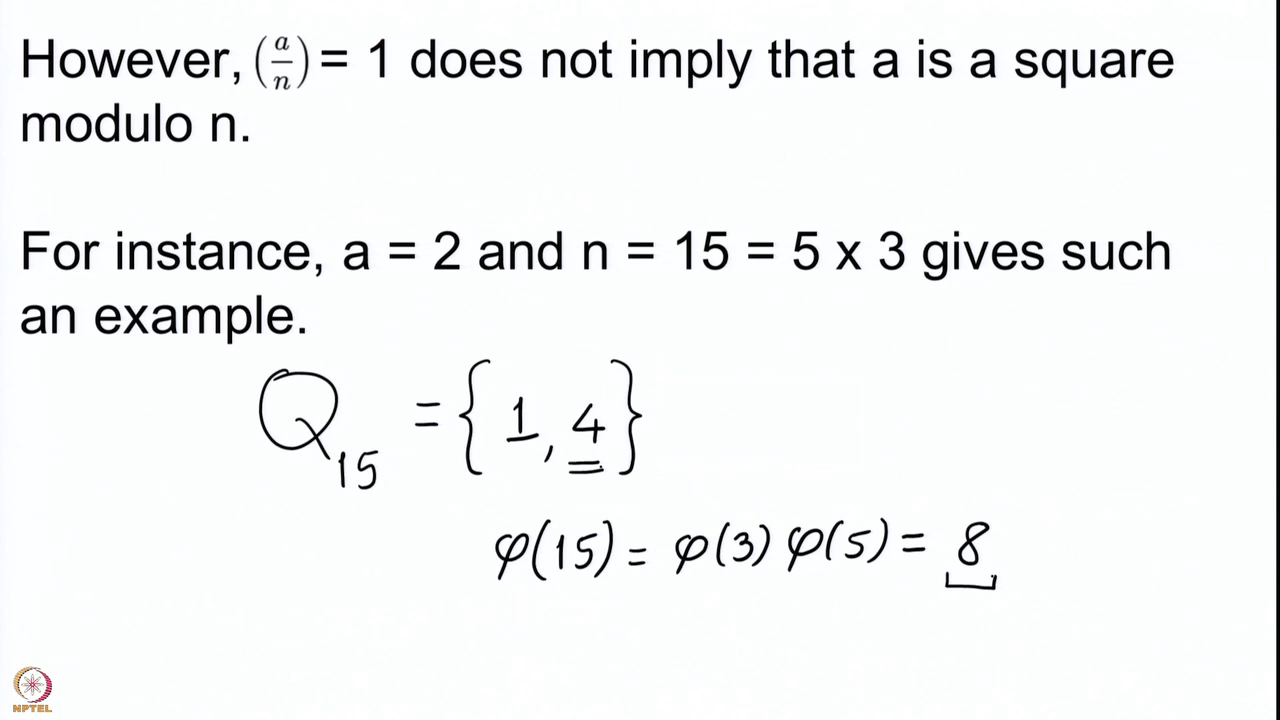 However, (a/n) = 1 does not imply that a is a square
modulo n.
For instance, a = 2 and n = 15 = 5 x 3 gives such
an example.
Q₁₅ = { 1, 4 }
φ(15) = φ(3) φ(5) = 8
NPTEL